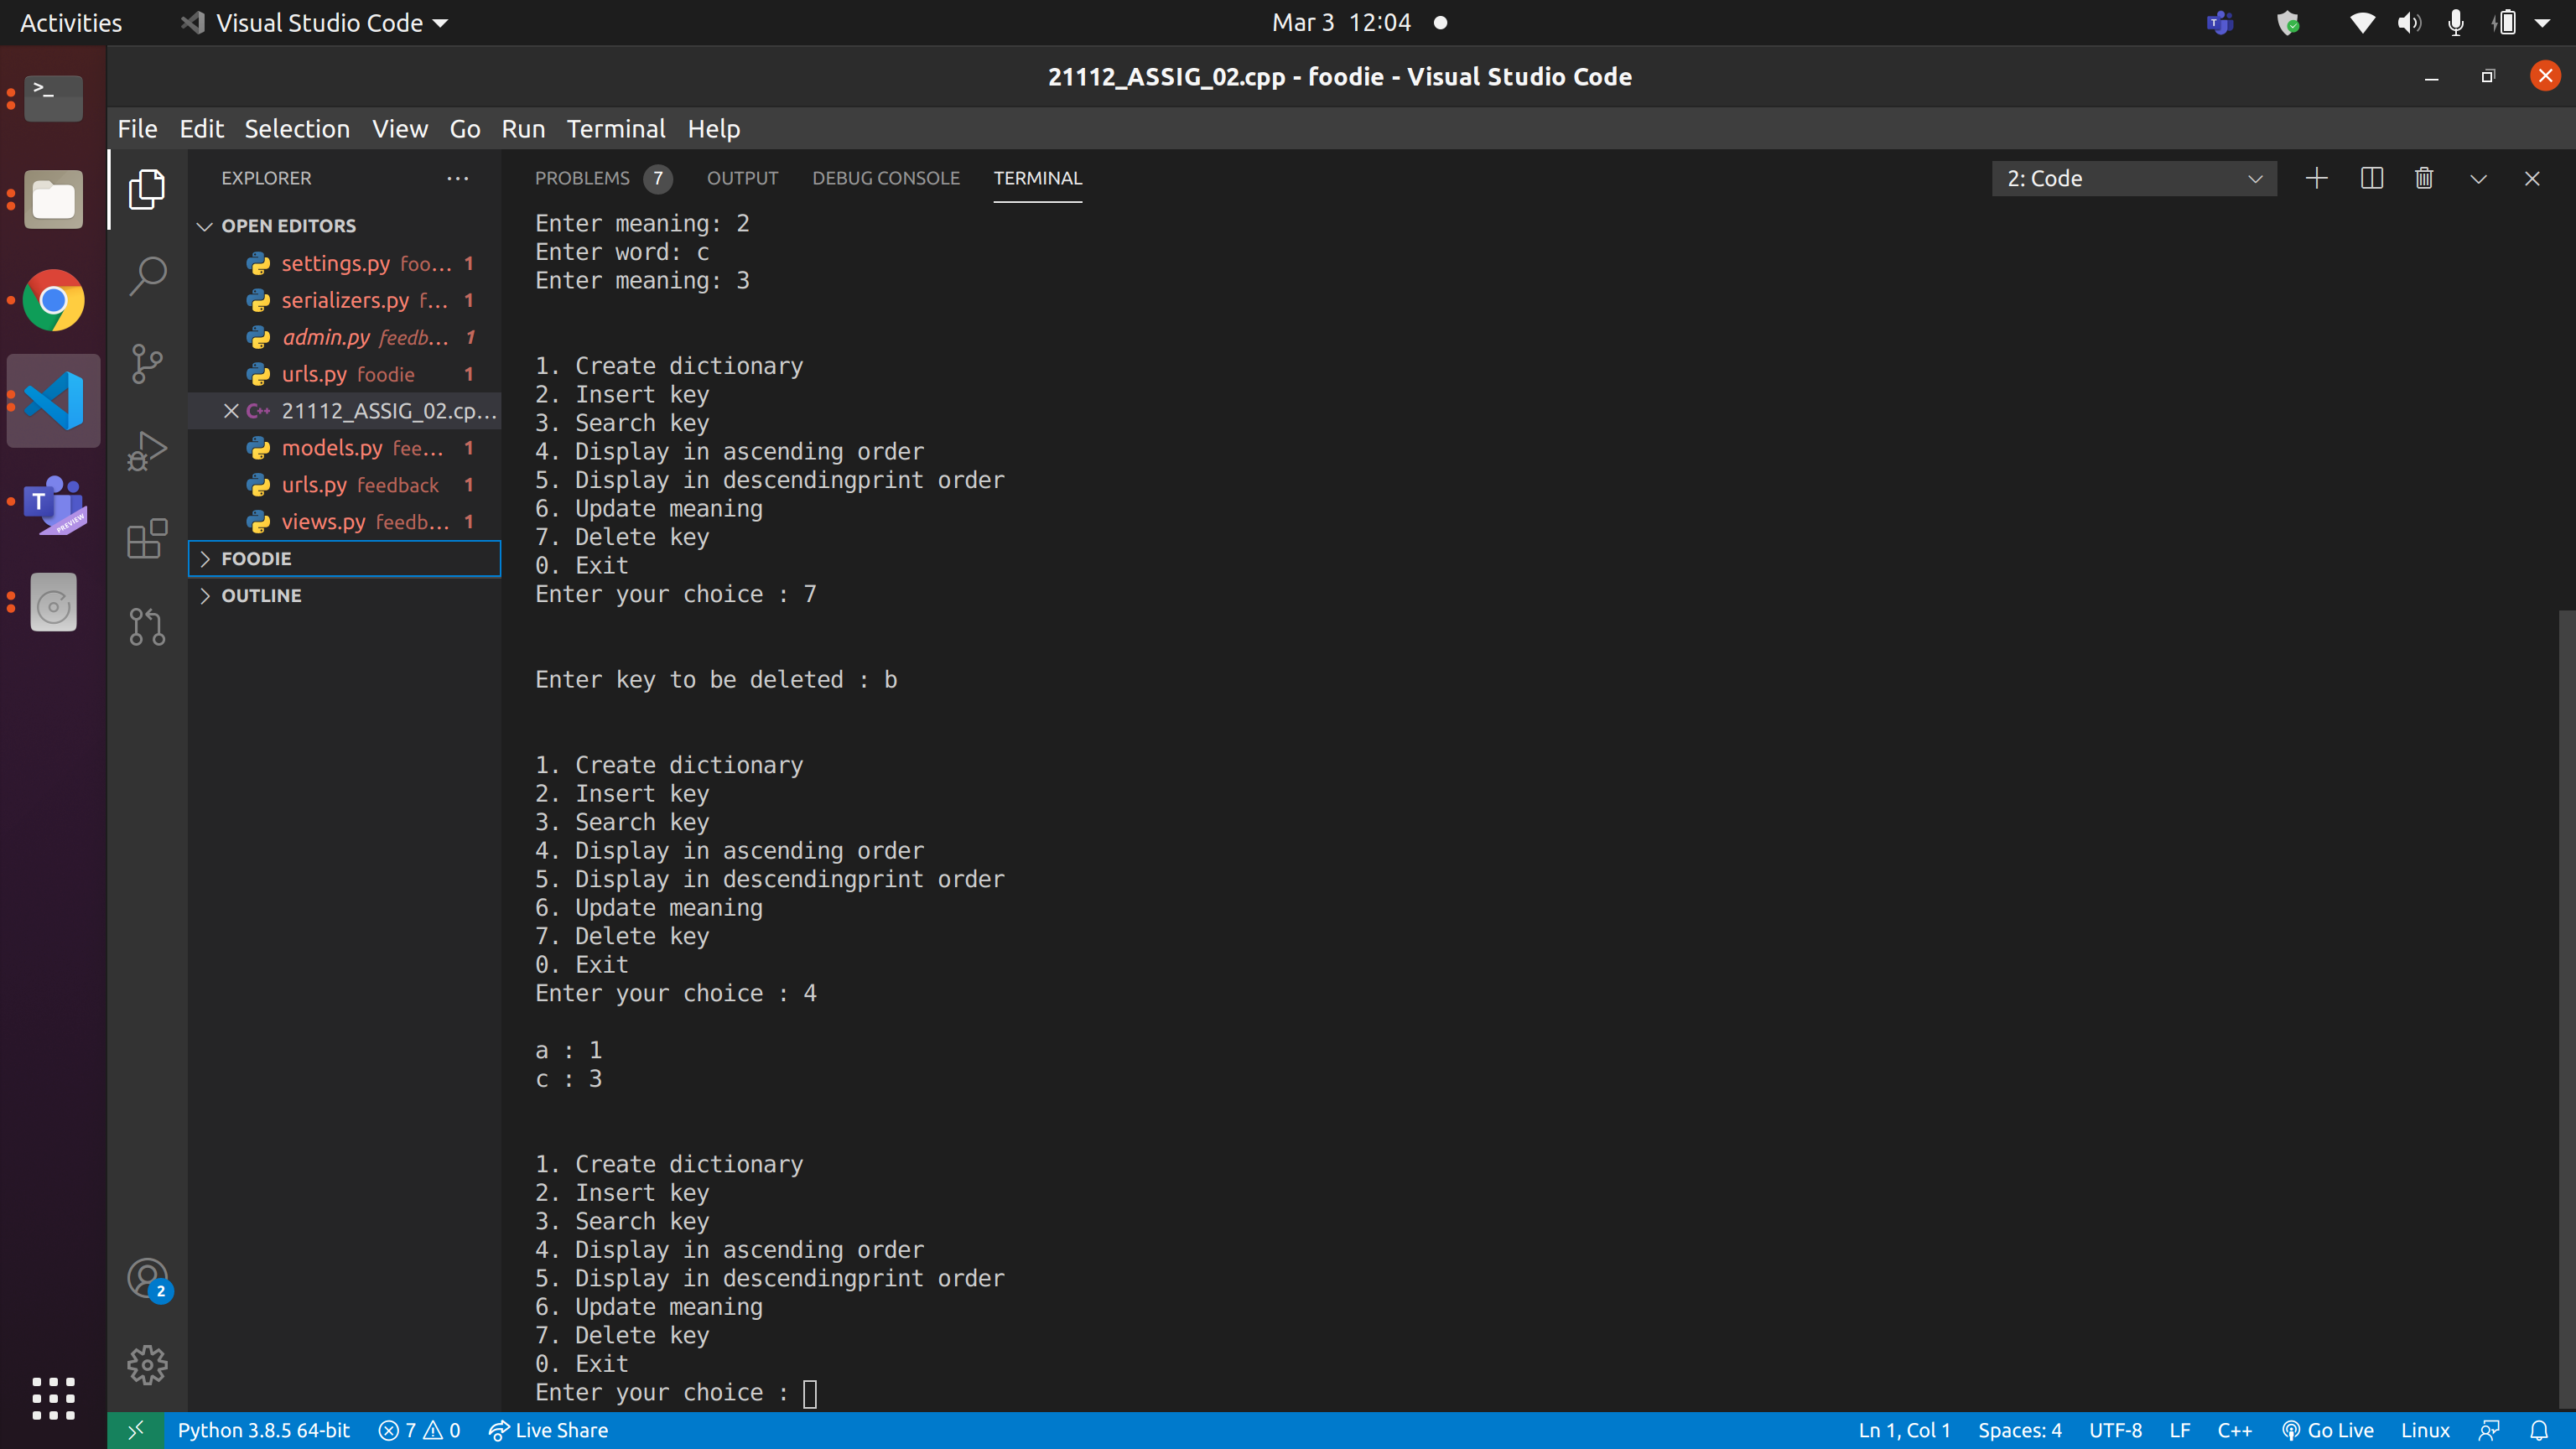 Activities Visual Studio Code Mar 3 12:04
21112_ASSIG_02.cpp - foodie - Visual Studio Code
File Edit Selection View Go Run Terminal Help
EXPLORER
OPEN EDITORS
settings.py foo... 1
serializers.py f... 1
admin.py feedb... 1
urls.py foodie 1
C++ 21112_ASSIG_02.cp...
models.py fee... 1
urls.py feedback 1
views.py feedb... 1
FOODIE
OUTLINE
PROBLEMS 7 OUTPUT DEBUG CONSOLE TERMINAL 2: Code
Enter meaning: 2
Enter word: c
Enter meaning: 3
1. Create dictionary
2. Insert key
3. Search key
4. Display in ascending order
5. Display in descendingprint order
6. Update meaning
7. Delete key
0. Exit
Enter your choice : 7
Enter key to be deleted : b
1. Create dictionary
2. Insert key
3. Search key
4. Display in ascending order
5. Display in descendingprint order
6. Update meaning
7. Delete key
0. Exit
Enter your choice : 4
a : 1
c : 3
1. Create dictionary
2. Insert key
3. Search key
4. Display in ascending order
5. Display in descendingprint order
6. Update meaning
7. Delete key
0. Exit
Enter your choice :
T
PREVIEW
2
Python 3.8.5 64-bit 7 0 Live Share Ln 1, Col 1 Spaces: 4 UTF-8 LF C++ Go Live Linux